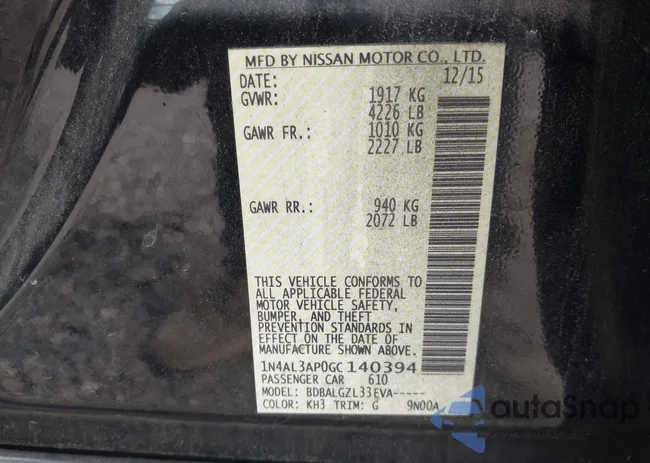 MFD BY NISSAN MOTOR CO., LTD.
DATE: 12/15
GVWR: 1917 KG
4226 LB
GAWR FR.: 1010 KG
2227 LB
GAWR RR.: 940 KG
2072 LB
THIS VEHICLE CONFORMS TO
ALL APPLICABLE FEDERAL
MOTOR VEHICLE SAFETY,
BUMPER, AND THEFT
PREVENTION STANDARDS IN
EFFECT ON THE DATE OF
MANUFACTURE SHOWN ABOVE.
1N4AL3AP0GC140394
PASSENGER CAR 610
MODEL: BDBALGZL33EVA-----
COLOR: KH3 TRIM: G 9N00A
autoSnap